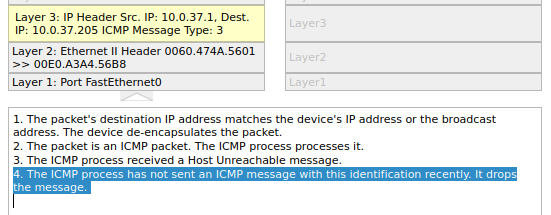 Layer 3: IP Header Src. IP: 10.0.37.1, Dest.
IP: 10.0.37.205 ICMP Message Type: 3
Layer3
Layer 2: Ethernet II Header 0060.474A.5601
>> 00E0.A3A4.56B8
Layer2
Layer 1: Port FastEthernet0
Layer1
1. The packet's destination IP address matches the device's IP address or the broadcast
address. The device de-encapsulates the packet.
2. The packet is an ICMP packet. The ICMP process processes it.
3. The ICMP process received a Host Unreachable message.
4. The ICMP process has not sent an ICMP message with this identification recently. It drops
the message.